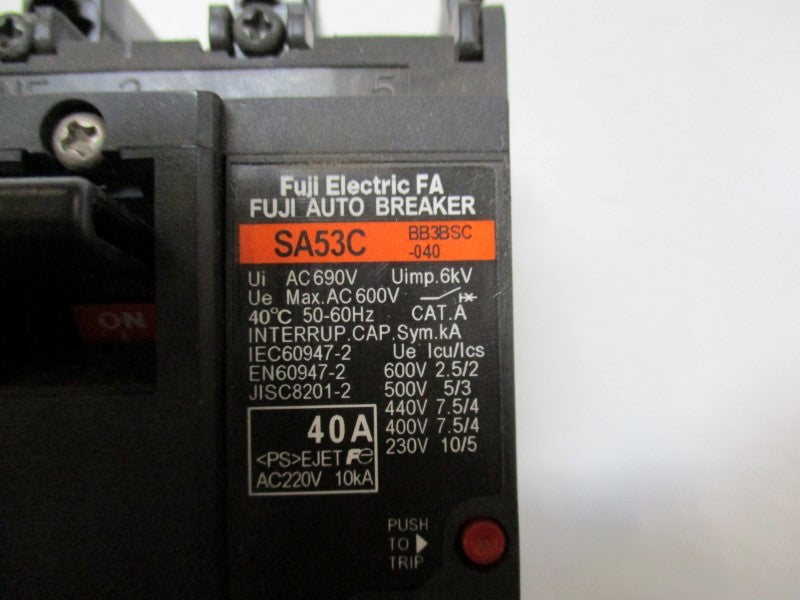 5
Fuji Electric FA
FUJI AUTO BREAKER
SA53C BB3BSC
-040
Ui AC690V Uimp.6kV
Ue Max.AC600V
40°C 50-60Hz CAT.A
INTERRUP.CAP.Sym.kA
IEC60947-2 Ue Icu/Ics
EN60947-2 600V 2.5/2
JISC8201-2 500V 5/3
440V 7.5/4
400V 7.5/4
230V 10/5
40A
<PS>EJET Fe
AC220V 10kA
ON
PUSH
TO ▶
TRIP